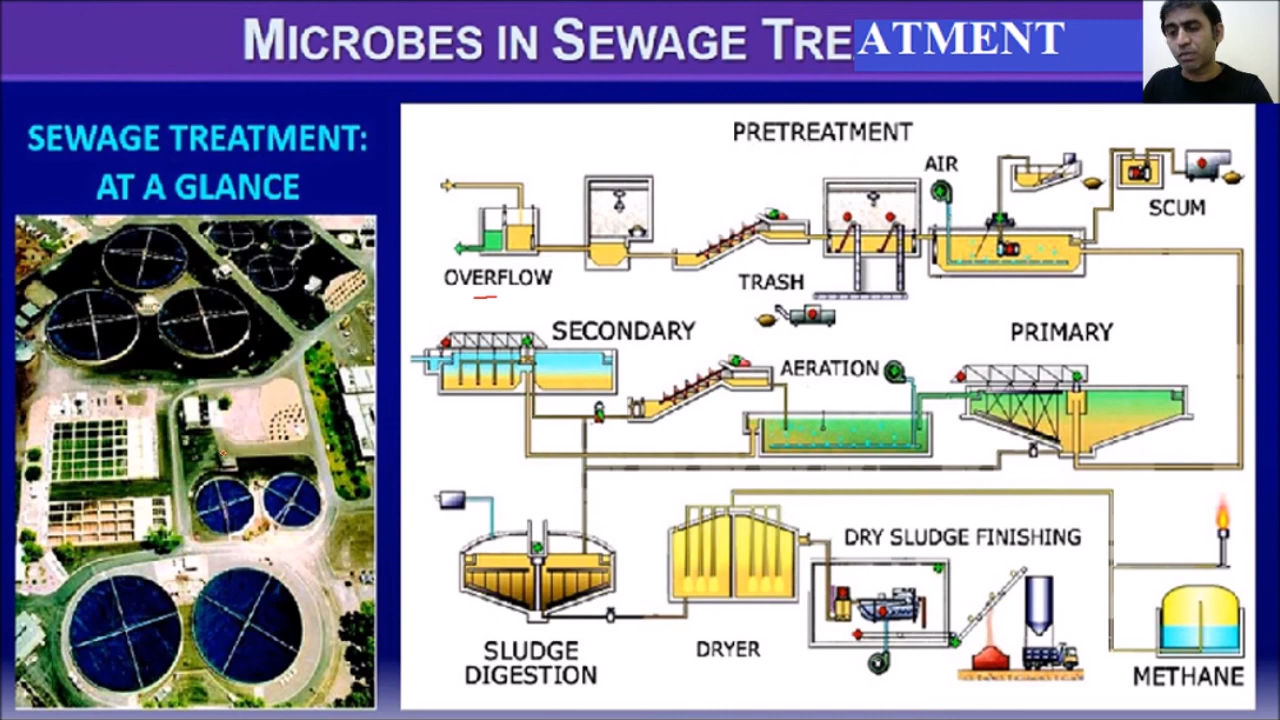 MICROBES IN SEWAGE TREATMENT
SEWAGE TREATMENT:
AT A GLANCE
PRETREATMENT
AIR
SCUM
OVERFLOW
TRASH
SECONDARY
PRIMARY
AERATION
DRY SLUDGE FINISHING
SLUDGE
DIGESTION
DRYER
METHANE